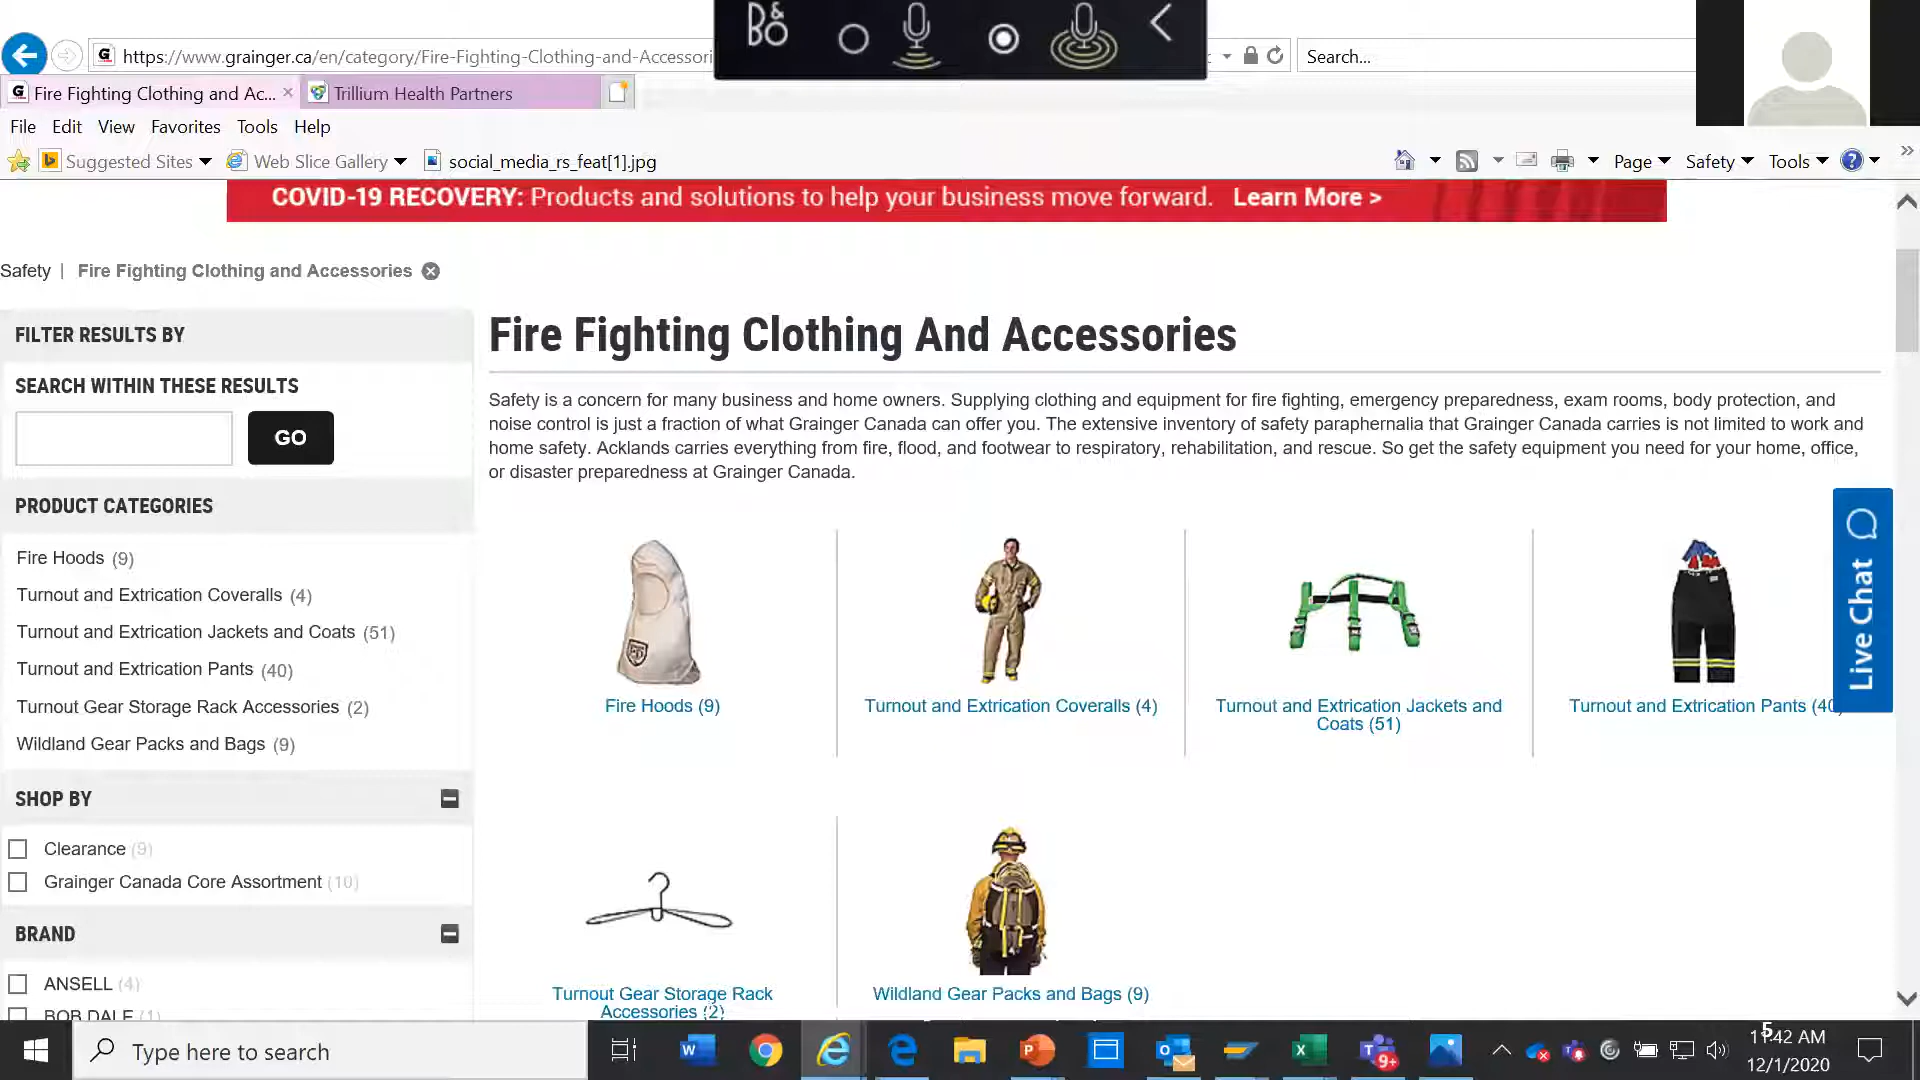 B&O
https://www.grainger.ca/en/category/Fire-Fighting-Clothing-and-Accessori
Search...
Fire Fighting Clothing and Ac...
Trillium Health Partners
File Edit View Favorites Tools Help
Suggested Sites
Web Slice Gallery
social_media_rs_feat[1].jpg
Page Safety Tools
COVID-19 RECOVERY: Products and solutions to help your business move forward. Learn More >
Safety | Fire Fighting Clothing and Accessories
FILTER RESULTS BY
SEARCH WITHIN THESE RESULTS
GO
PRODUCT CATEGORIES
Fire Hoods (9)
Turnout and Extrication Coveralls (4)
Turnout and Extrication Jackets and Coats (51)
Turnout and Extrication Pants (40)
Turnout Gear Storage Rack Accessories (2)
Wildland Gear Packs and Bags (9)
SHOP BY
Clearance (9)
Grainger Canada Core Assortment (10)
BRAND
ANSELL (4)
BOB DALE (1)
Fire Fighting Clothing And Accessories
Safety is a concern for many business and home owners. Supplying clothing and equipment for fire fighting, emergency preparedness, exam rooms, body protection, and
noise control is just a fraction of what Grainger Canada can offer you. The extensive inventory of safety paraphernalia that Grainger Canada carries is not limited to work and
home safety. Acklands carries everything from fire, flood, and footwear to respiratory, rehabilitation, and rescue. So get the safety equipment you need for your home, office,
or disaster preparedness at Grainger Canada.
Fire Hoods (9)
Turnout and Extrication Coveralls (4)
Turnout and Extrication Jackets and
Coats (51)
Turnout and Extrication Pants (40
Turnout Gear Storage Rack
Accessories (2)
Wildland Gear Packs and Bags (9)
Live Chat
Type here to search
9+
5
11:42 AM
12/1/2020